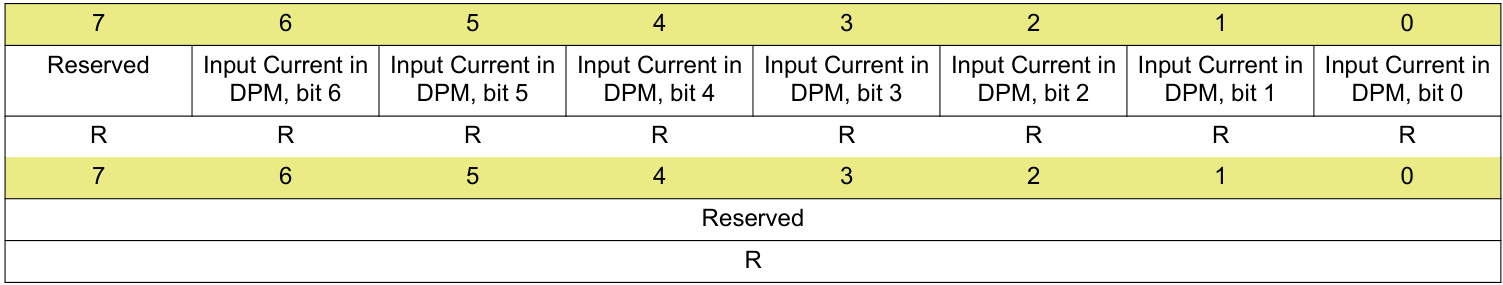 7 6 5 4 3 2 1 0
Reserved Input Current in Input Current in Input Current in Input Current in Input Current in Input Current in Input Current in
DPM, bit 6 DPM, bit 5 DPM, bit 4 DPM, bit 3 DPM, bit 2 DPM, bit 1 DPM, bit 0
R R R R R R R R
7 6 5 4 3 2 1 0
Reserved
R